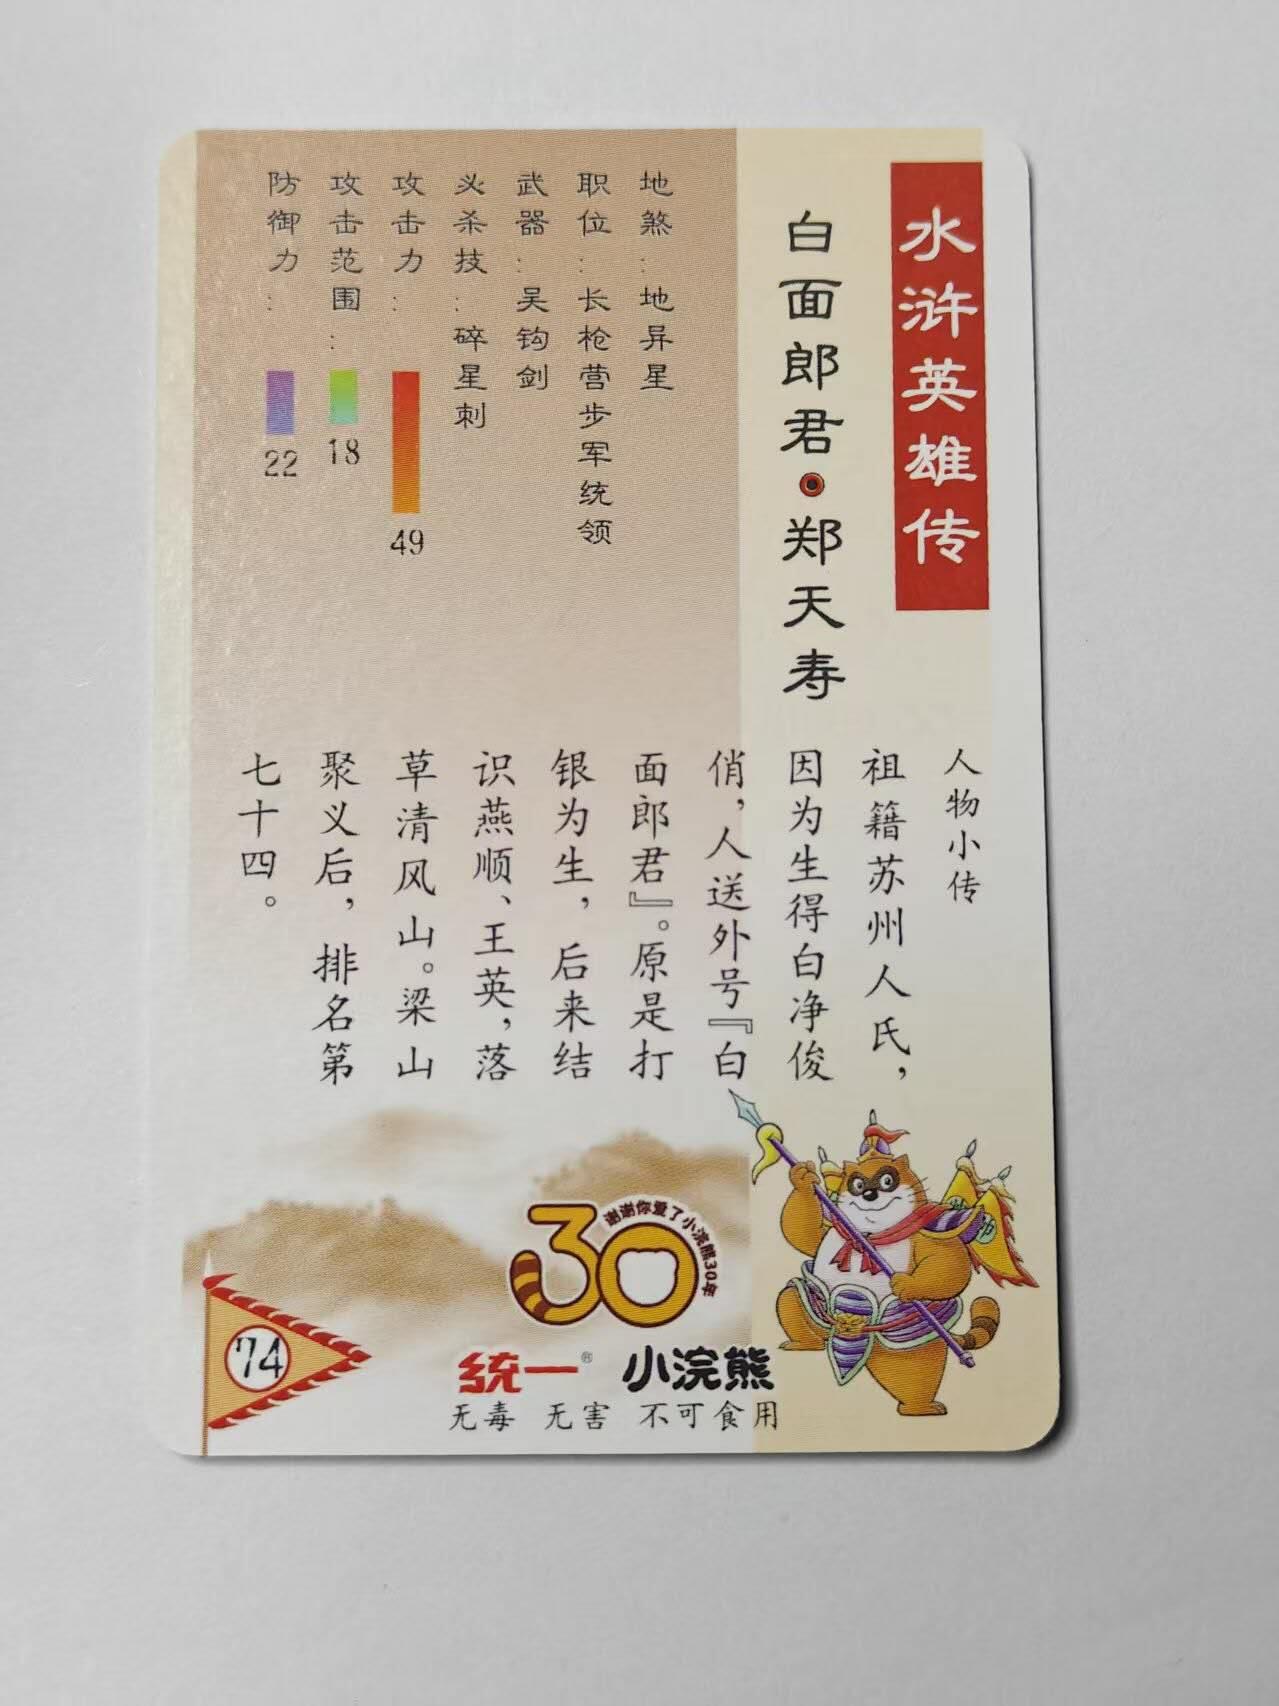 水浒英雄传
白面郎君·郑天寿
地煞:地异星
职位:长枪营步军统领
武器:吴钩剑
必杀技:碎星刺
攻击力:
49
攻击范围:
18
防御力:
22
人物小传
祖籍苏州人氏，
因为生得白净俊
俏，人送外号『白
面郎君』。原是打
银为生，后来结
识燕顺、王英，落
草清风山。梁山
聚义后，排名第
七十四。
74
30
谢谢你爱了小浣熊30年
统一® 小浣熊
无毒 无害 不可食用